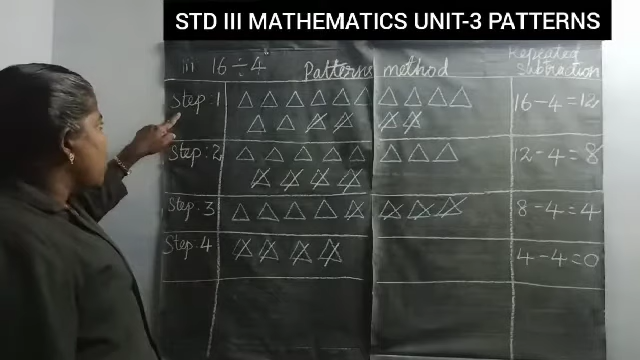 STD III MATHEMATICS UNIT-3 PATTERNS
iii 16 ÷ 4
Patterns method
Repeated
Subtraction
Step:1
16-4=12
Step:2
12-4=8
Step:3
8-4=4
Step:4
4-4=0